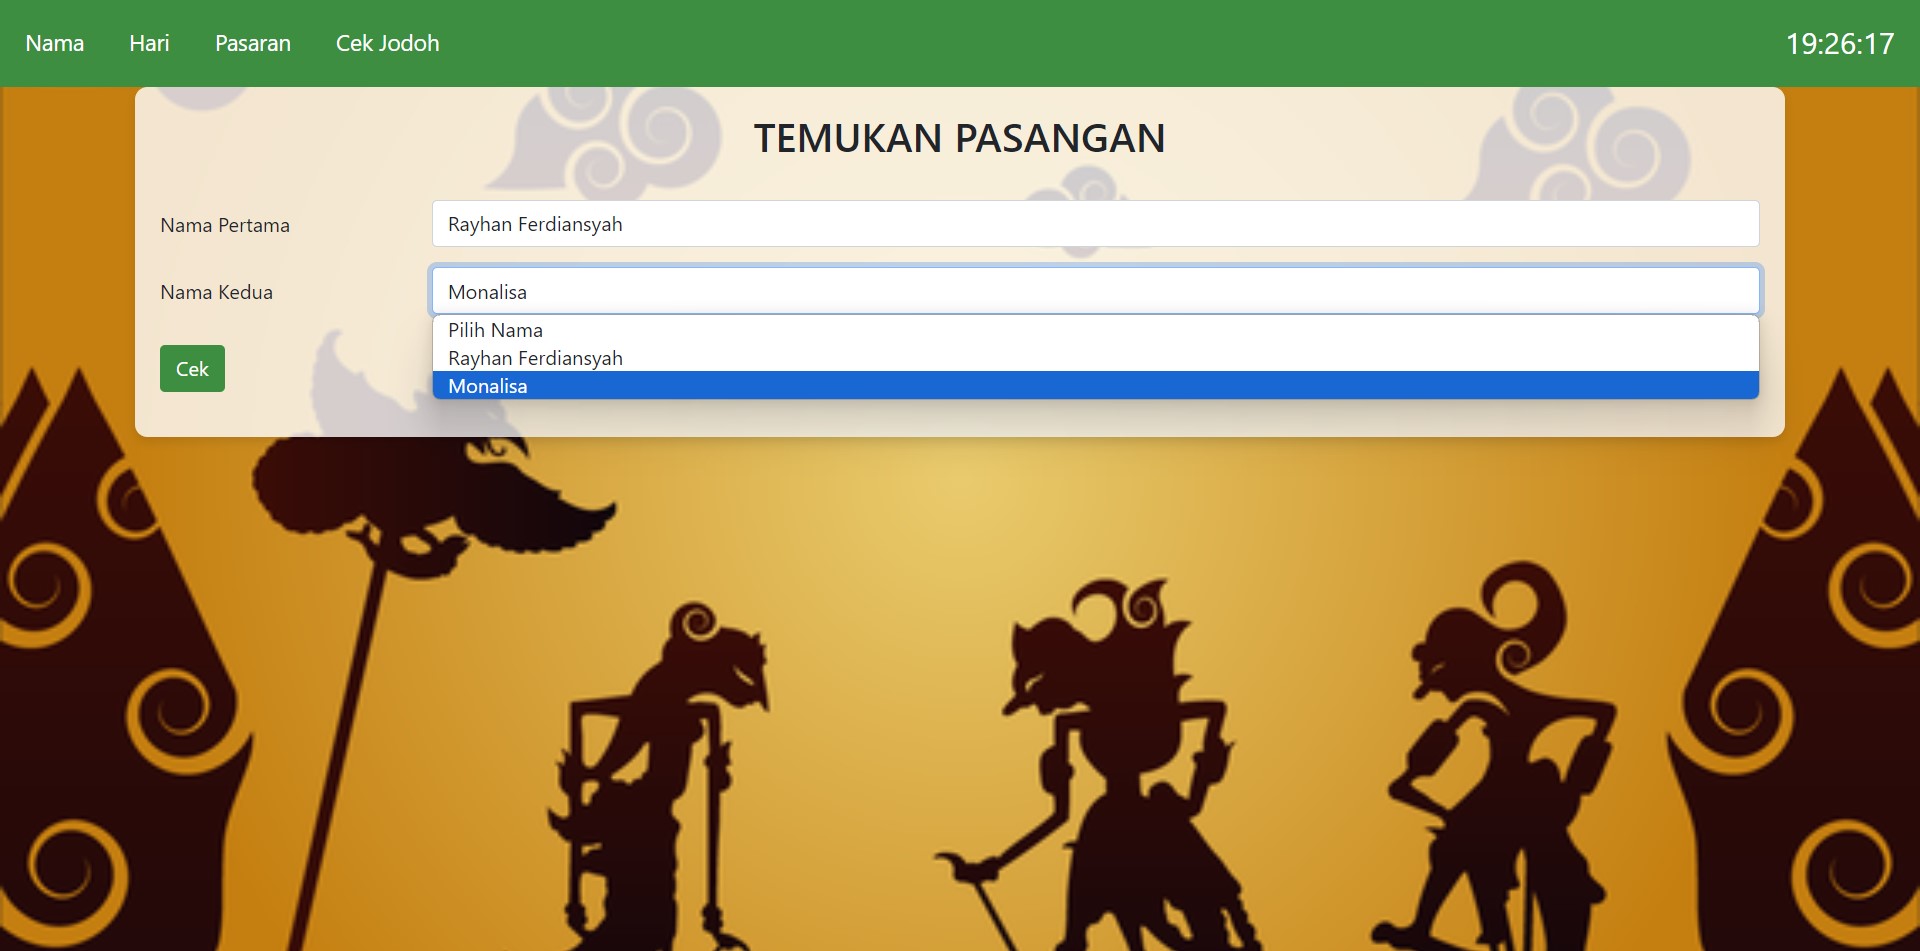 Nama Hari Pasaran Cek Jodoh 19:26:17
TEMUKAN PASANGAN
Nama Pertama Rayhan Ferdiansyah
Nama Kedua Monalisa
Pilih Nama
Rayhan Ferdiansyah
Monalisa
Cek